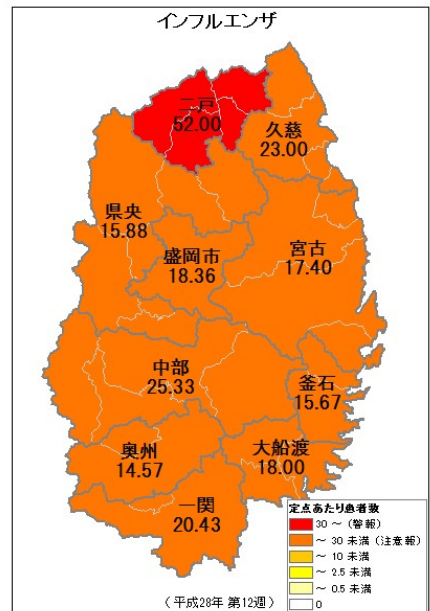 インフルエンザ
二戸
52.00
久慈
23.00
県央
15.88
盛岡市
18.36
宮古
17.40
中部
25.33
釜石
15.67
奥州
14.57
大船渡
18.00
一関
20.43
定点あたり患者数
30 ~ (警報)
~ 30 未満 (注意報)
~ 10 未満
~ 2.5 未満
~ 0.5 未満
0
(平成28年 第12週)